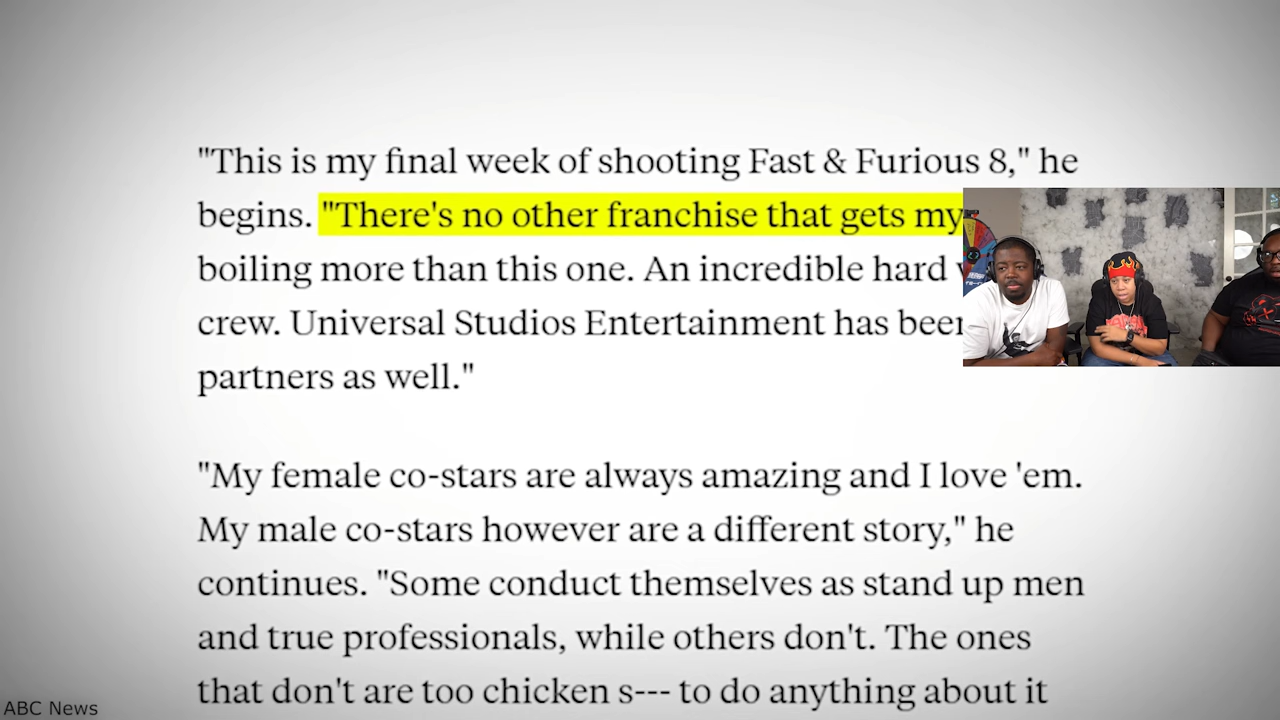 "This is my final week of shooting Fast & Furious 8," he
begins. "There's no other franchise that gets my
boiling more than this one. An incredible hard
crew. Universal Studios Entertainment has been
partners as well."
"My female co-stars are always amazing and I love 'em.
My male co-stars however are a different story," he
continues. "Some conduct themselves as stand up men
and true professionals, while others don't. The ones
that don't are too chicken s--- to do anything about it
ABC News